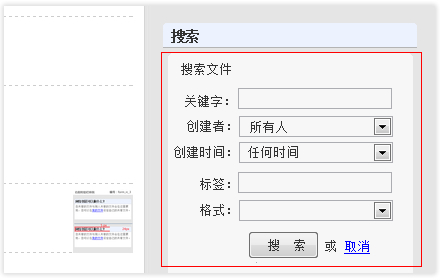 搜索
搜索文件
关键字：
创建者： 所有人
创建时间： 任何时间
标签：
格式：
搜 索 或 取消